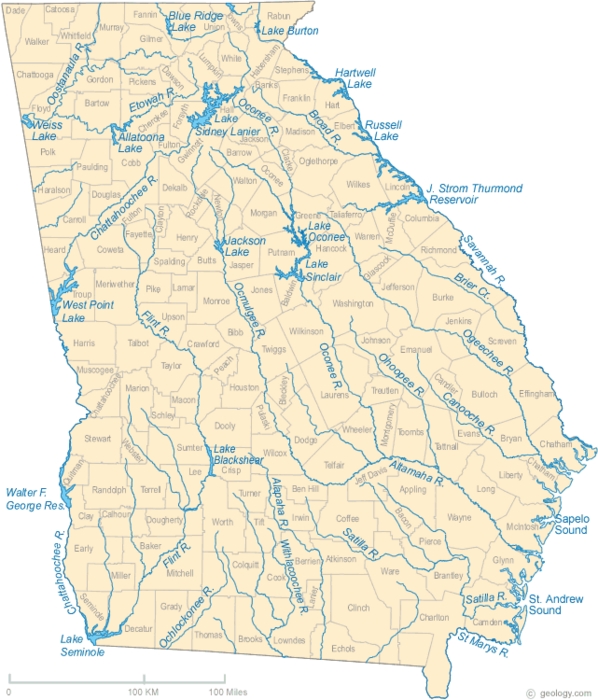 Dade
Catoosa
Fannin
Towns
Rabun
Blue Ridge
Lake
Union
Lake Burton
Murray
Walker
Whitfield
Gilmer
White
Habersham
Lumpkin
Stephens
Hartwell
Lake
Chattooga
Oostanaula R.
Gordon
Pickens
Dawson
Banks
Franklin
Hart
Floyd
Bartow
Etowah R.
Cherokee
Forsyth
Hall
Lake
Sidney Lanier
Oconee R.
Jackson
Madison
Broad R.
Elbert
Russell
Lake
Weiss
Lake
Allatoona
Lake
Polk
Paulding
Cobb
Fulton
Gwinnett
Barrow
Clarke
Oconee
Oglethorpe
Wilkes
Lincoln
J. Strom Thurmond
Reservoir
Haralson
Douglas
Chattahoochee R.
Dekalb
Rockdale
Newton
Walton
Morgan
Greene
Taliaferro
McDuffie
Columbia
Carroll
Fulton
Clayton
Fayette
Henry
Jackson
Lake
Jasper
Putnam
Lake
Oconee
Hancock
Warren
Richmond
Savannah R.
Heard
Coweta
Spalding
Butts
Lake
Sinclair
Glascock
Jefferson
Brier Cr.
Burke
Troup
Meriwether
Pike
Lamar
Monroe
Jones
Baldwin
Washington
West Point
Lake
Upson
Flint R.
Ocmulgee R.
Bibb
Wilkinson
Jenkins
Screven
Harris
Talbot
Crawford
Twiggs
Johnson
Emanuel
Ogeechee R.
Muscogee
Chattahoochee
Taylor
Peach
Houston
Bleckley
Oconee R.
Laurens
Ohoopee R.
Treutlen
Candler
Canooche R.
Bulloch
Effingham
Marion
Macon
Schley
Pulaski
Dooly
Dodge
Wheeler
Montgomery
Toombs
Tattnall
Evans
Bryan
Chatham
Stewart
Webster
Sumter
Lake
Blackshear
Crisp
Wilcox
Telfair
Altamaha R.
Liberty
Chatham
Quitman
Walter F.
George Res.
Randolph
Terrell
Lee
Turner
Alapaha R.
Ben Hill
Jeff Davis
Appling
Long
Clay
Calhoun
Dougherty
Worth
Tift
Irwin
Coffee
Bacon
Wayne
McIntosh
Sapelo
Sound
Chattahoochee R.
Early
Baker
Flint R.
Mitchell
Colquitt
Cook
Withlacoochee R.
Berrien
Atkinson
Satilla R.
Pierce
Ware
Brantley
Glynn
Miller
Seminole
Lanier
Clinch
Satilla R.
St. Andrew
Sound
Grady
Ochlockonee R.
Charlton
Camden
Lake
Seminole
Decatur
Thomas
Brooks
Lowndes
Echols
St Marys R.
0
100 KM
100 Miles
© geology.com